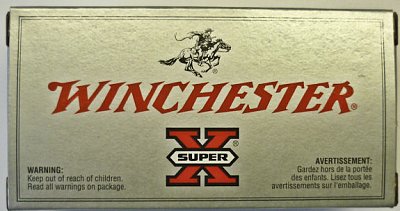 WINCHESTER®
X
SUPER
®
WARNING:
Keep out of reach of children.
Read all warnings on package.
AVERTISSEMENT:
Gardez hors de la portée
des enfants. Lisez tous les
avertissements sur l'emballage.